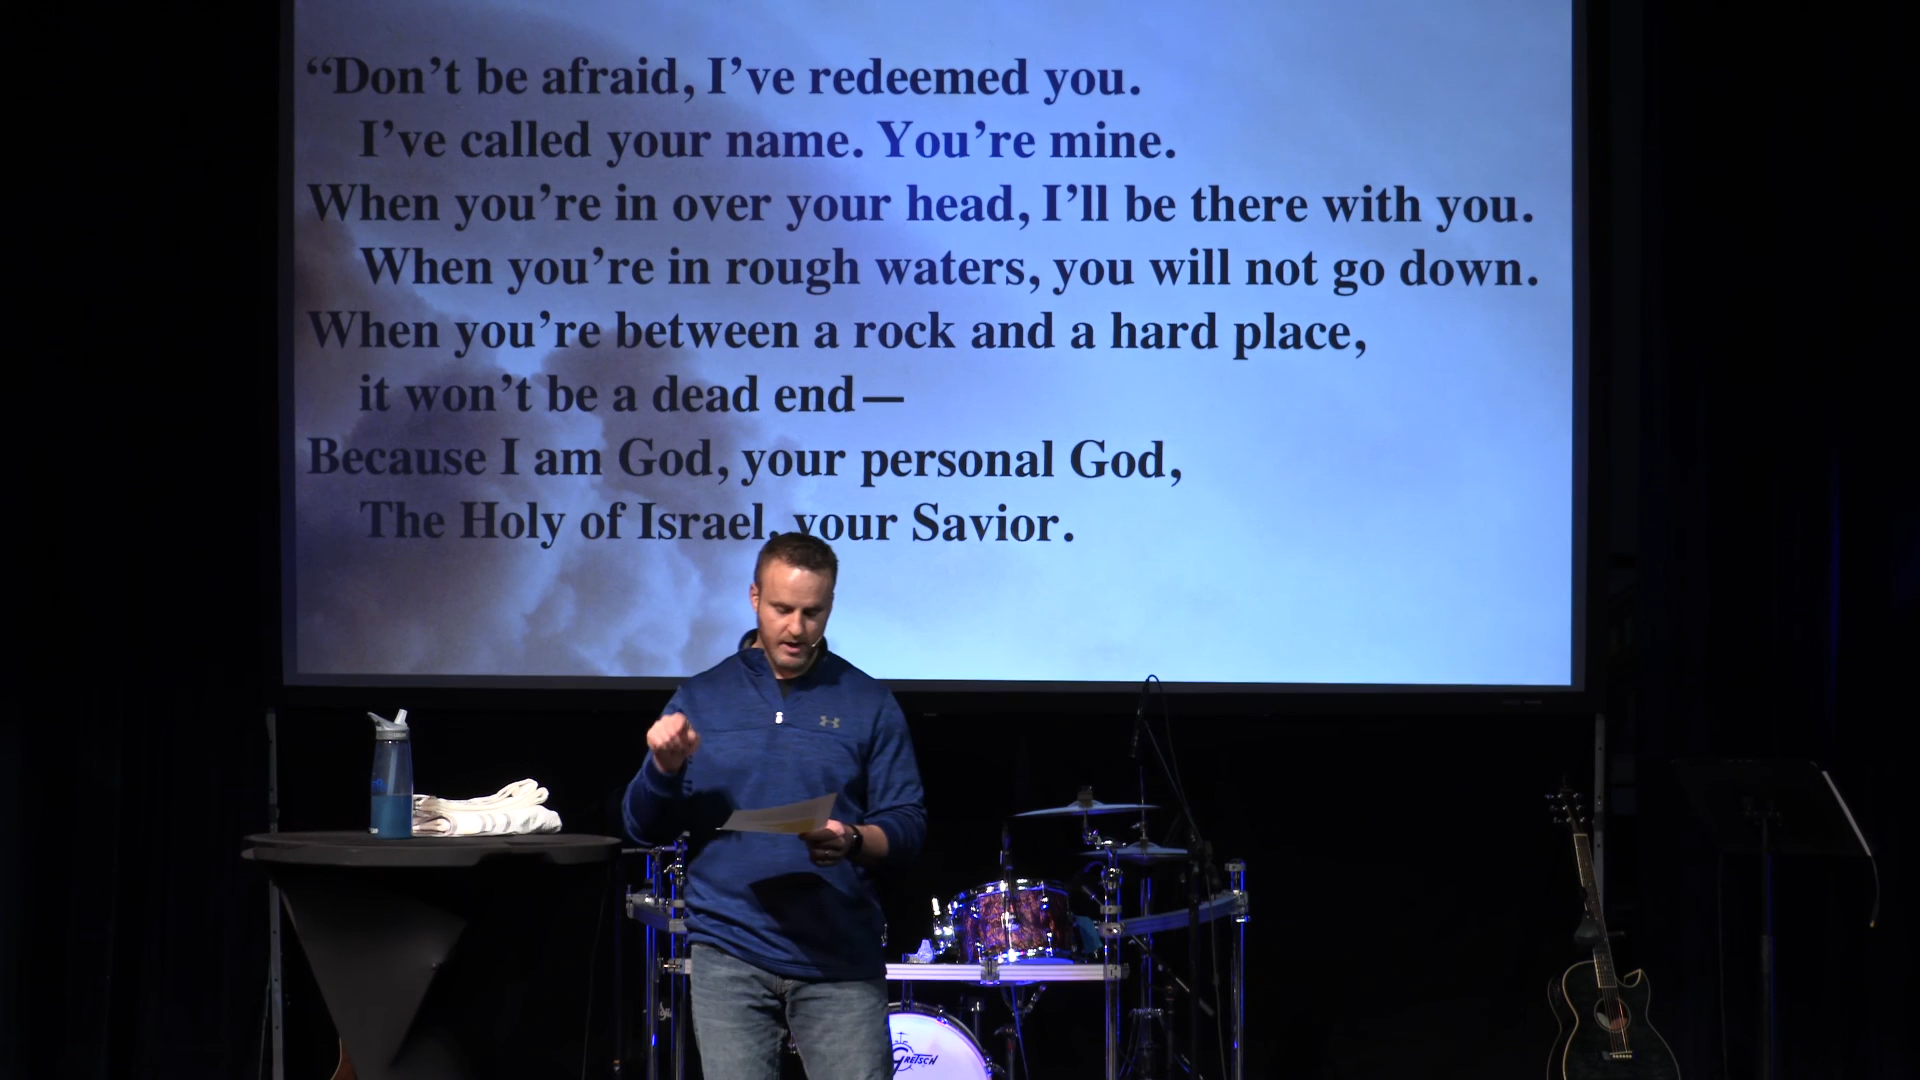 “Don’t be afraid, I’ve redeemed you.
I’ve called your name. You’re mine.
When you’re in over your head, I’ll be there with you.
When you’re in rough waters, you will not go down.
When you’re between a rock and a hard place,
it won’t be a dead end—
Because I am God, your personal God,
The Holy of Israel, your Savior.
GRETSCH